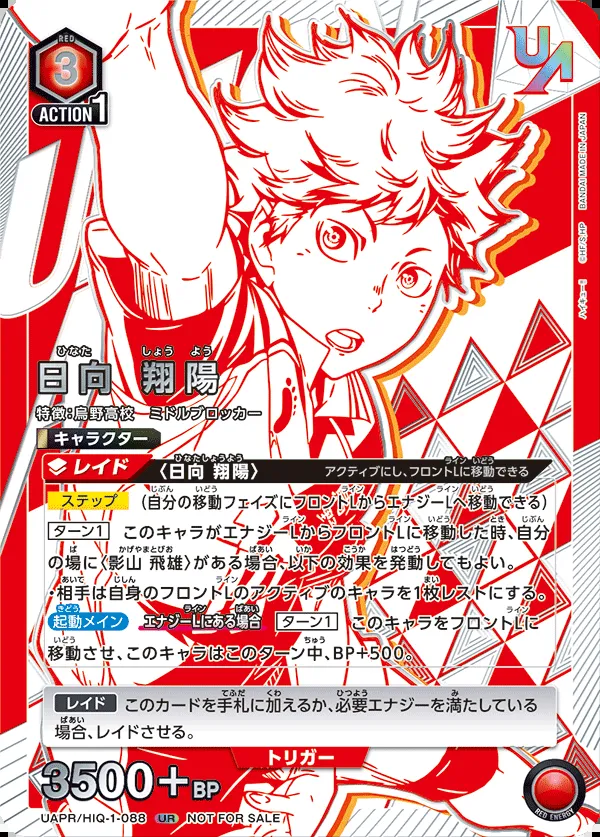 RED
3
ACTION 1
UA
BANDAI MADE IN JAPAN
©HF,S,HP
ハイキュー!!
ひなた しょう よう
日向 翔陽
特徴:烏野高校 ミドルブロッカー
キャラクター
レイド 〈日向 翔陽〉 アクティブにし、フロントLに移動できる
ステップ (自分の移動フェイズにフロントLからエナジーLへ移動できる)
ターン1 このキャラがエナジーLからフロントLに移動した時、自分
の場に〈影山 飛雄〉がある場合、以下の効果を発動してもよい。
・相手は自身のフロントLのアクティブのキャラを1枚レストにする。
起動メイン エナジーLにある場合 ターン1 このキャラをフロントLに
移動させ、このキャラはこのターン中、BP+500。
レイド このカードを手札に加えるか、必要エナジーを満たしている
場合、レイドさせる。
トリガー
3500+BP
RED ENERGY
UAPR/HIQ-1-088 UR NOT FOR SALE